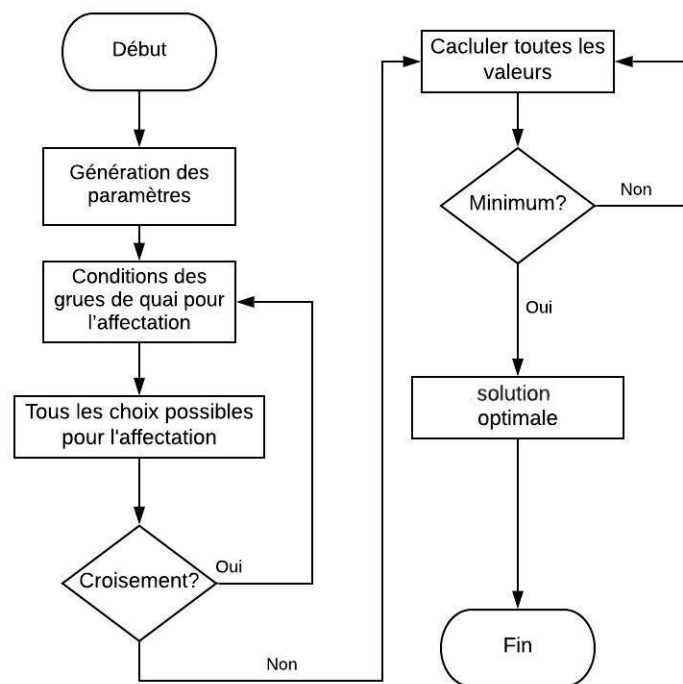 Début
Génération des
paramètres
Conditions des
grues de quai pour
l'affectation
Tous les choix possibles
pour l'affectation
Croisement?
Oui
Non
Cacluler toutes les
valeurs
Minimum?
Non
Oui
solution
optimale
Fin